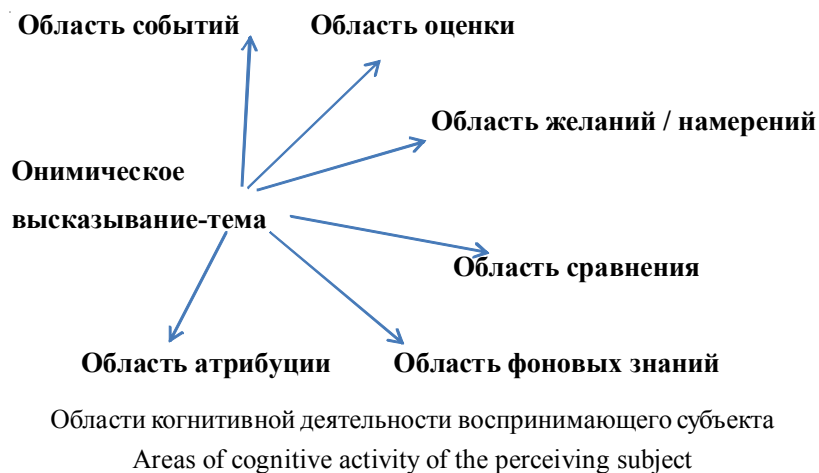 Область событий
Область оценки
Область желаний / намерений
Онимическое
высказывание-тема
Область сравнения
Область атрибуции
Область фоновых знаний
Области когнитивной деятельности воспринимающего субъекта
Areas of cognitive activity of the perceiving subject